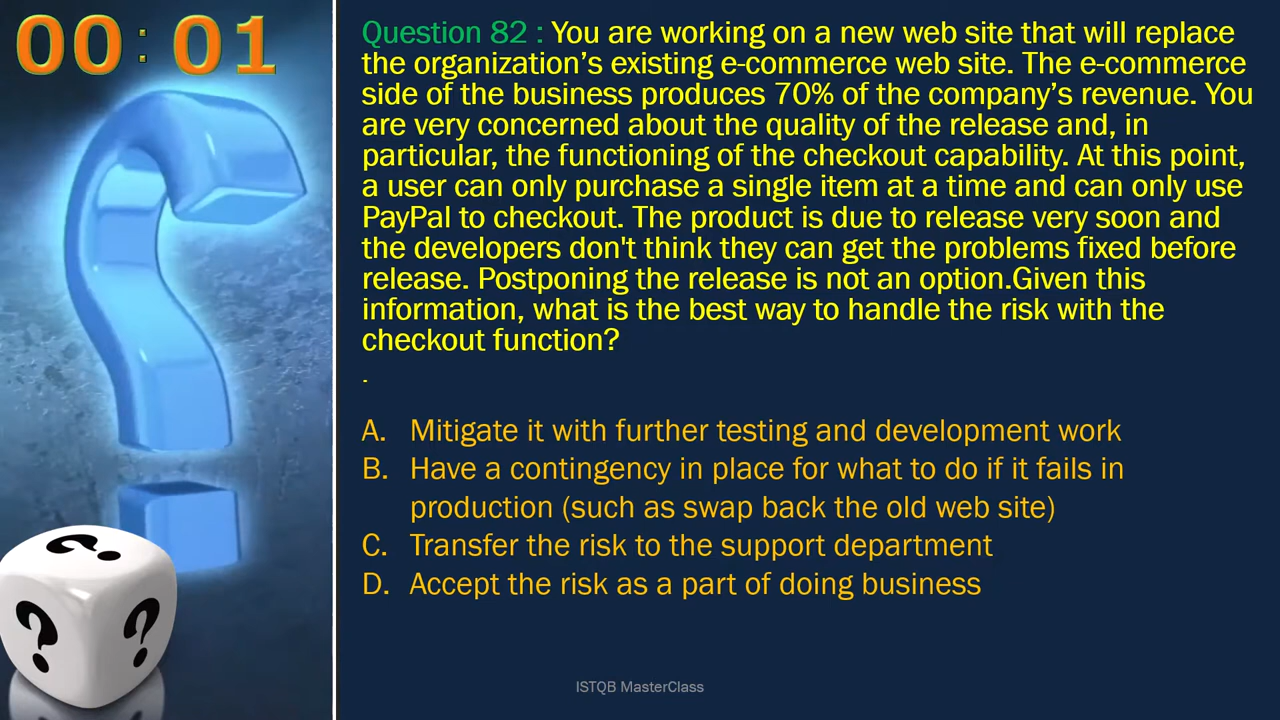 00:01
Question 82 : You are working on a new web site that will replace
the organization’s existing e-commerce web site. The e-commerce
side of the business produces 70% of the company’s revenue. You
are very concerned about the quality of the release and, in
particular, the functioning of the checkout capability. At this point,
a user can only purchase a single item at a time and can only use
PayPal to checkout. The product is due to release very soon and
the developers don't think they can get the problems fixed before
release. Postponing the release is not an option.Given this
information, what is the best way to handle the risk with the
checkout function?
.
A. Mitigate it with further testing and development work
B. Have a contingency in place for what to do if it fails in
production (such as swap back the old web site)
C. Transfer the risk to the support department
D. Accept the risk as a part of doing business
? ? ?
ISTQB MasterClass